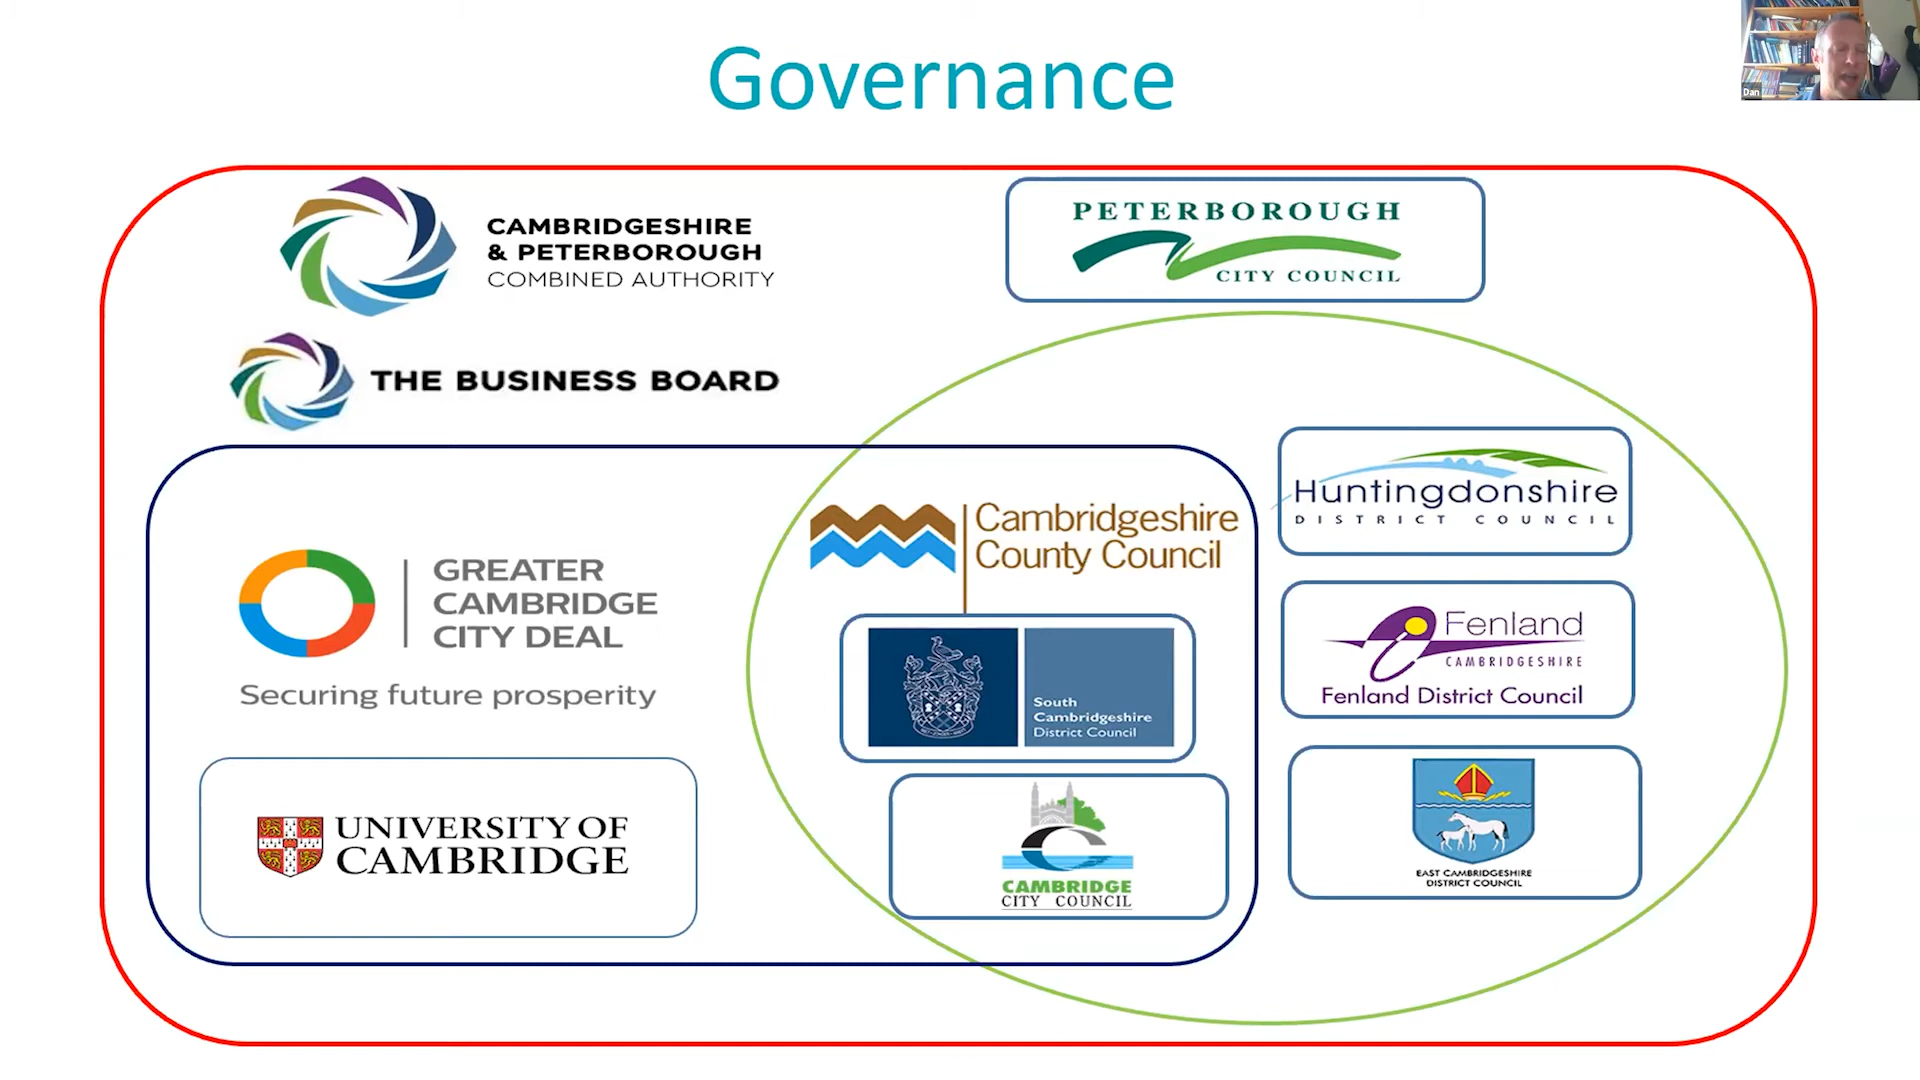 Governance
Dan
CAMBRIDGESHIRE
& PETERBOROUGH
COMBINED AUTHORITY
PETERBOROUGH
CITY COUNCIL
THE BUSINESS BOARD
GREATER
CAMBRIDGE
CITY DEAL
Securing future prosperity
UNIVERSITY OF
CAMBRIDGE
Cambridgeshire
County Council
South
Cambridgeshire
District Council
CAMBRIDGE
CITY COUNCIL
Huntingdonshire
DISTRICT COUNCIL
Fenland
CAMBRIDGESHIRE
Fenland District Council
EAST CAMBRIDGESHIRE
DISTRICT COUNCIL